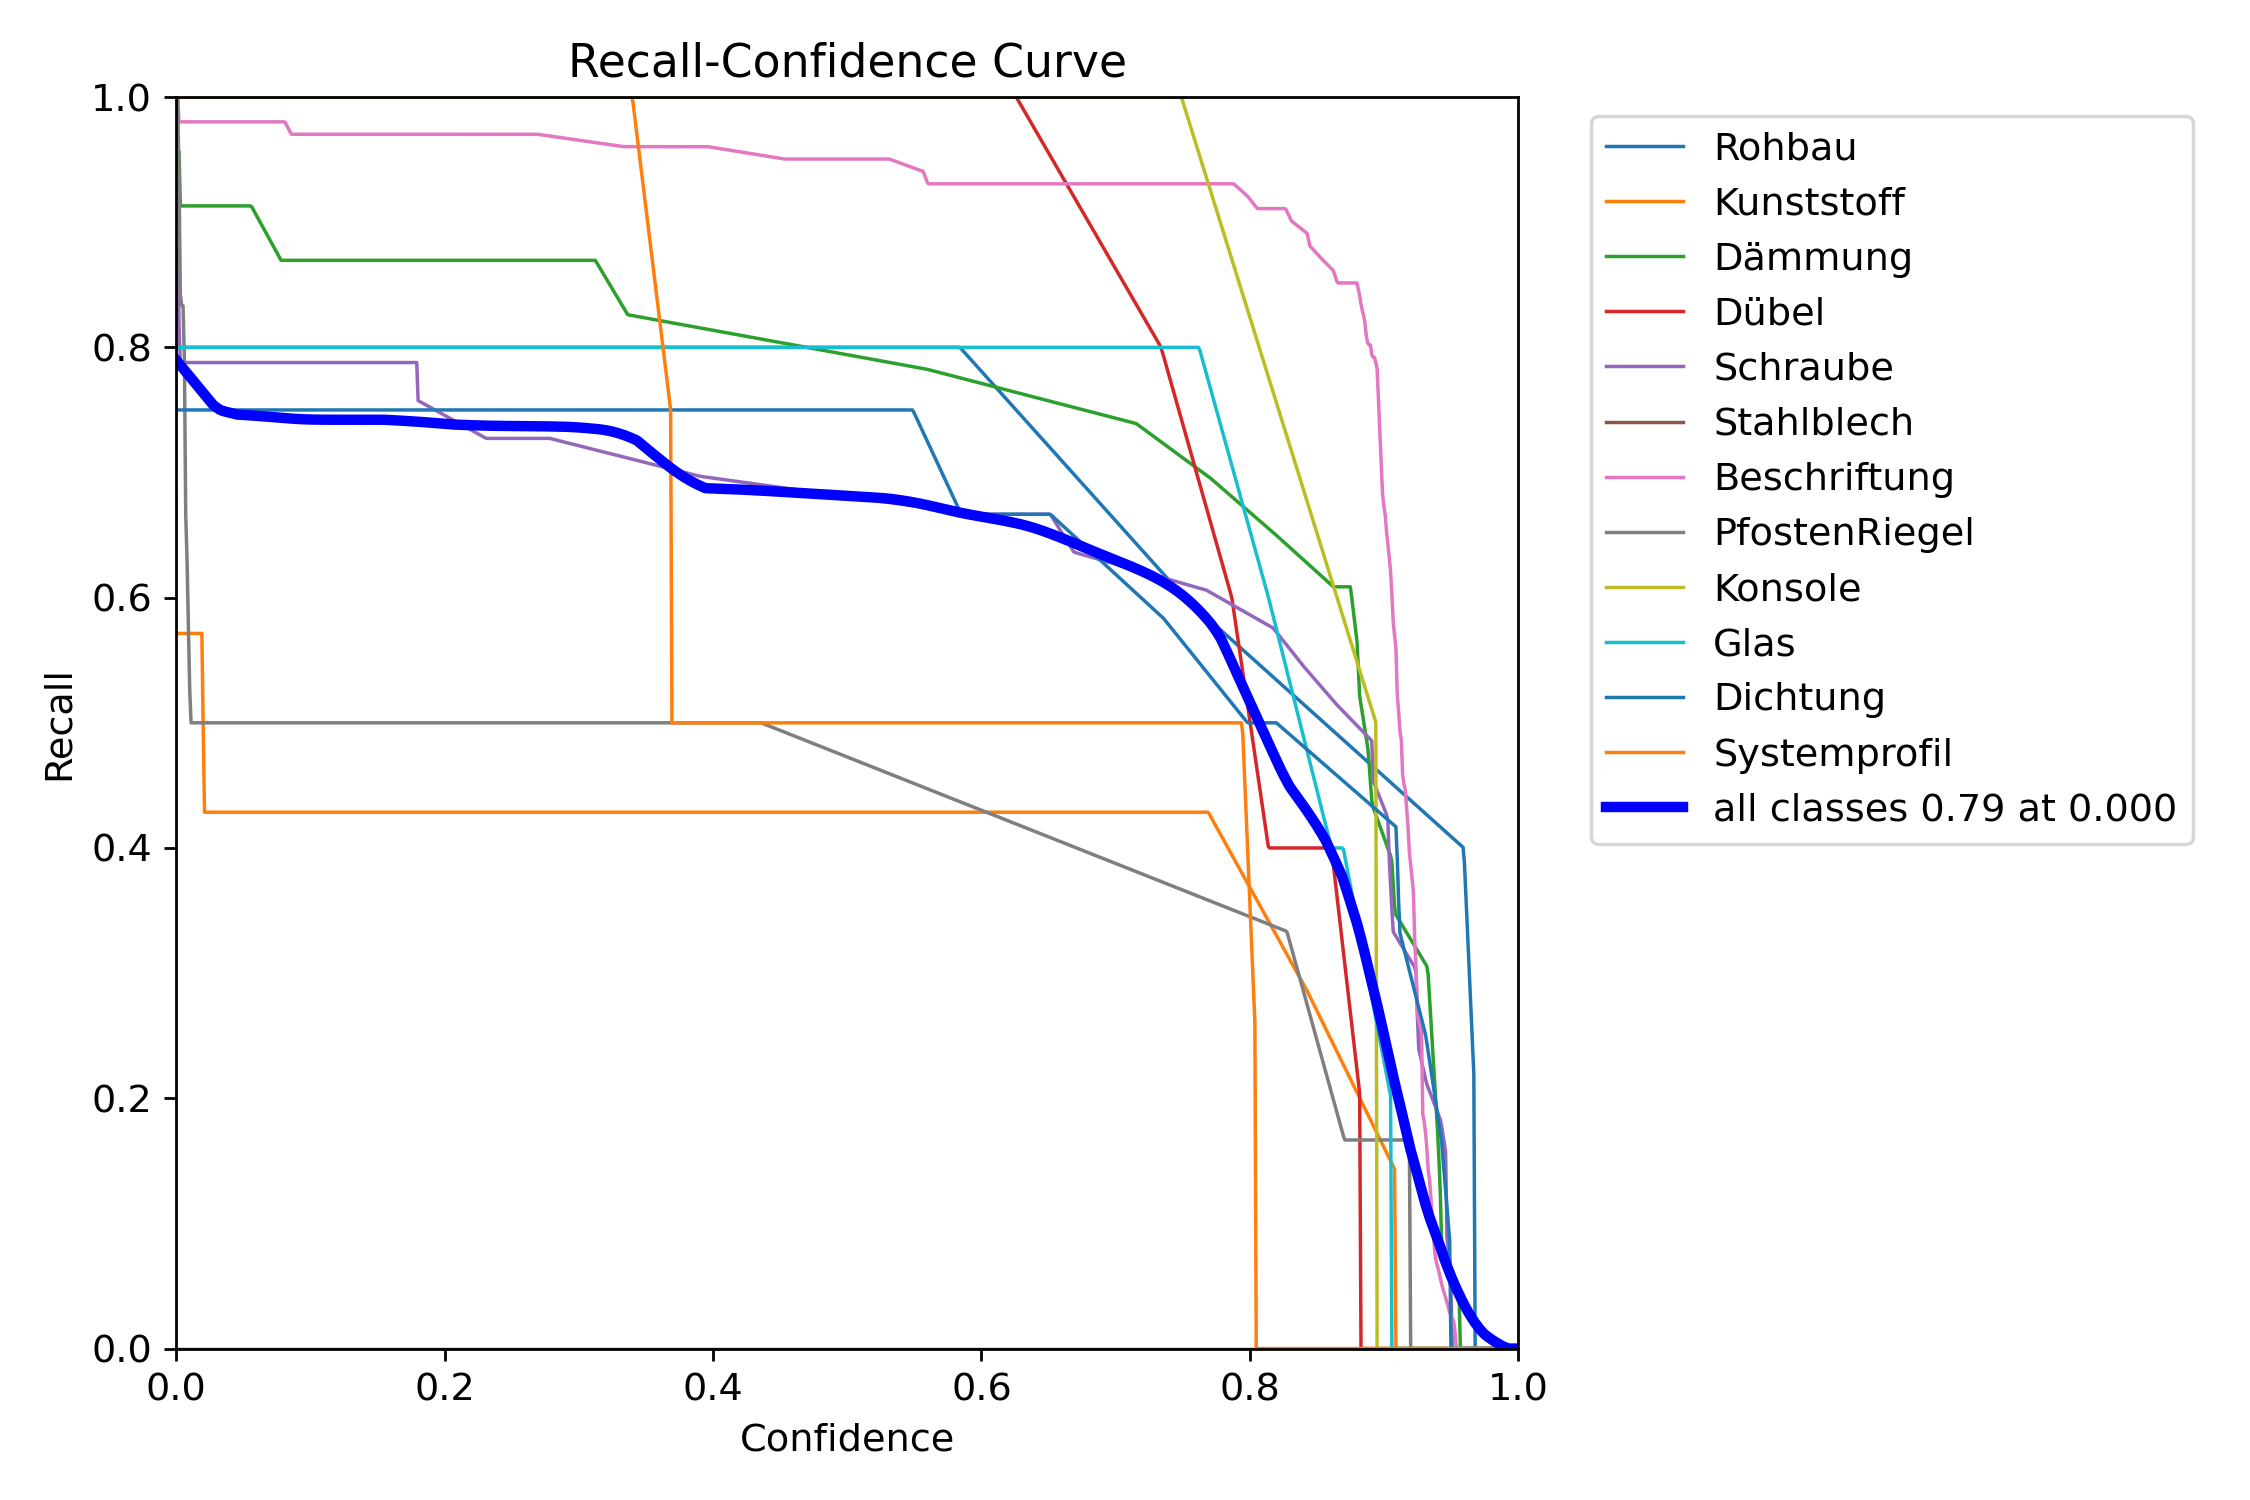 Recall-Confidence Curve
1.0
0.8
0.6
0.4
0.2
0.0
Recall
0.0 0.2 0.4 0.6 0.8 1.0
Confidence
Rohbau
Kunststoff
Dämmung
Dübel
Schraube
Stahlblech
Beschriftung
PfostenRiegel
Konsole
Glas
Dichtung
Systemprofil
all classes 0.79 at 0.000